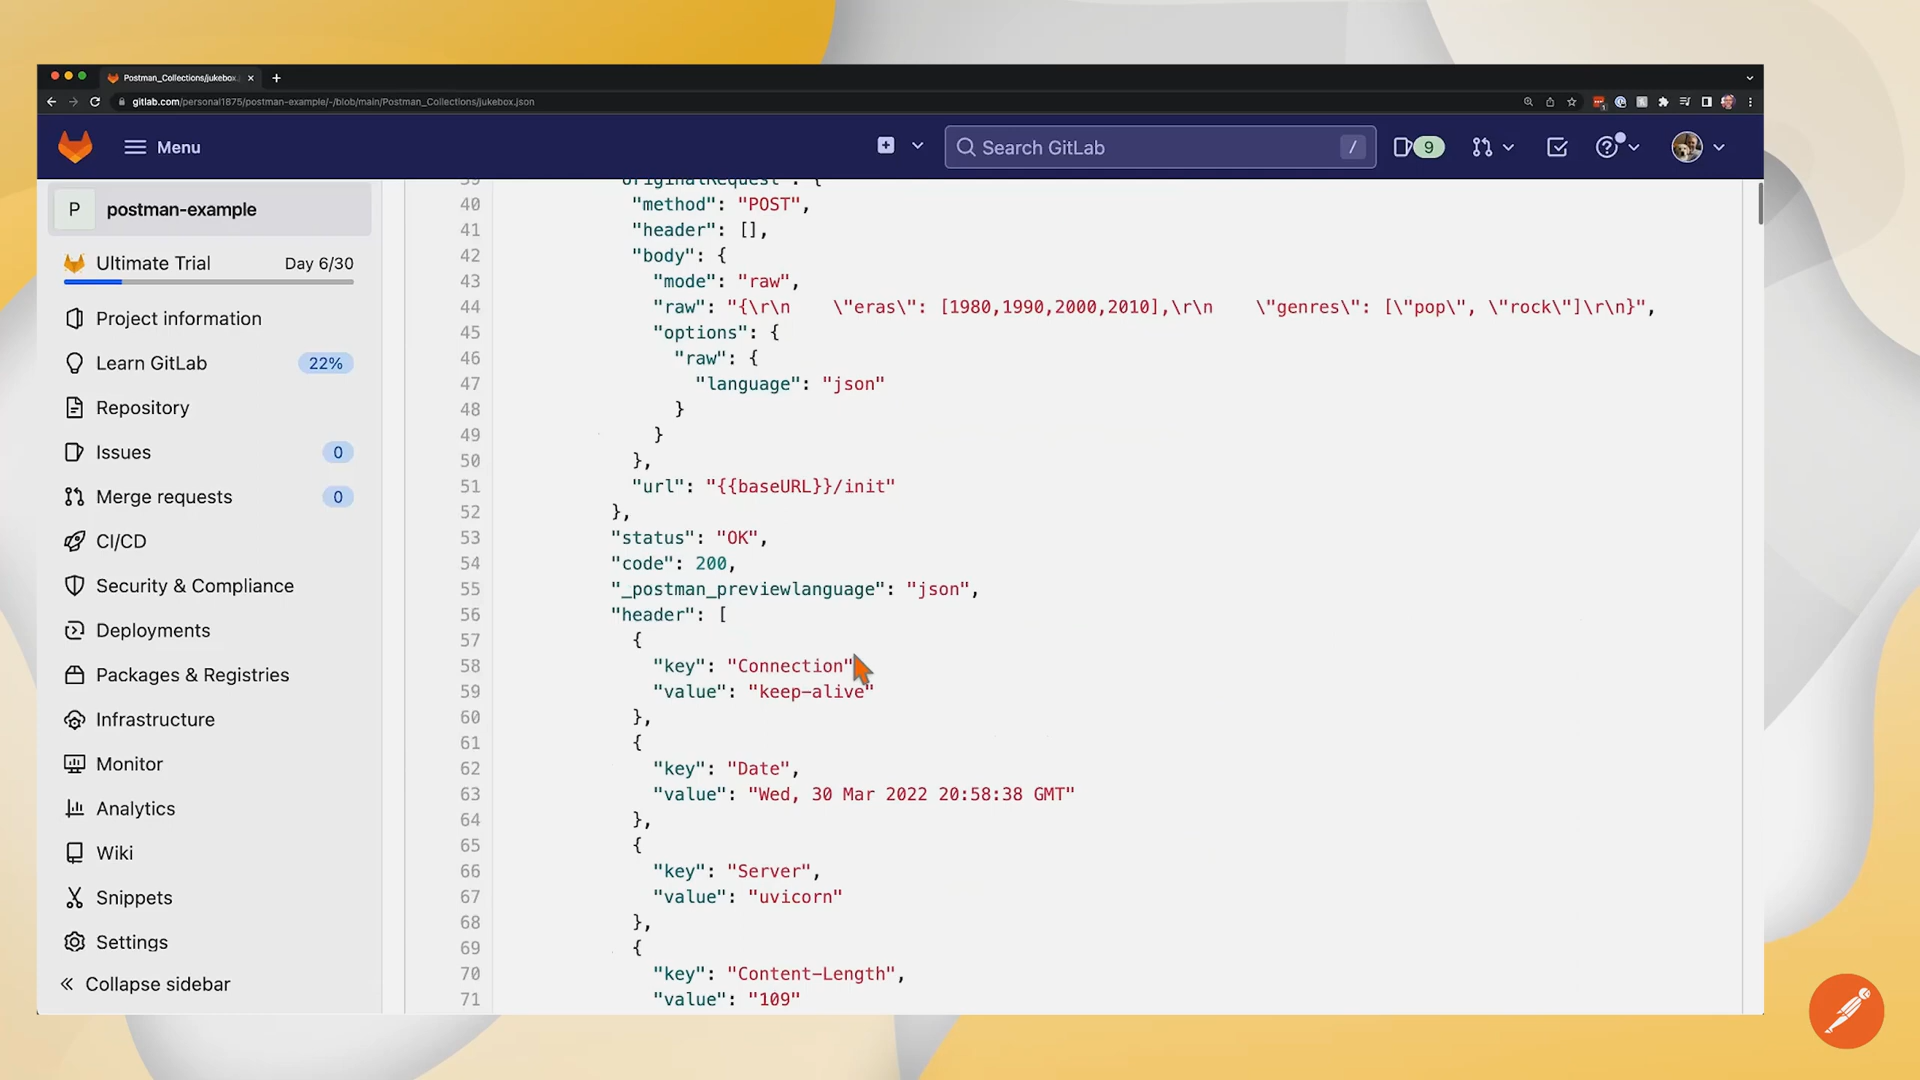 Postman_Collections/jukebox.j
gitlab.com/personal1875/postman-example/-/blob/main/Postman_Collections/jukebox.json
Menu
Search GitLab
/
9
P
postman-example
Ultimate Trial
Day 6/30
Project information
Learn GitLab
22%
Repository
Issues
0
Merge requests
0
CI/CD
Security & Compliance
Deployments
Packages & Registries
Infrastructure
Monitor
Analytics
Wiki
Snippets
Settings
Collapse sidebar
39 "originalRequest": {
40 "method": "POST",
41 "header": [],
42 "body": {
43 "mode": "raw",
44 "raw": "{\r\n    \"eras\": [1980,1990,2000,2010],\r\n    \"genres\": [\"pop\", \"rock\"]\r\n}",
45 "options": {
46 "raw": {
47 "language": "json"
48 }
49 }
50 },
51 "url": "{{baseURL}}/init"
52 },
53 "status": "OK",
54 "code": 200,
55 "_postman_previewlanguage": "json",
56 "header": [
57 {
58 "key": "Connection"
59 "value": "keep-alive"
60 },
61 {
62 "key": "Date",
63 "value": "Wed, 30 Mar 2022 20:58:38 GMT"
64 },
65 {
66 "key": "Server",
67 "value": "uvicorn"
68 },
69 {
70 "key": "Content-Length",
71 "value": "109"